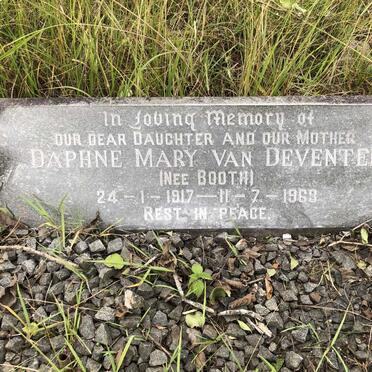 In Loving Memory of
OUR DEAR DAUGHTER AND OUR MOTHER
DAPHNE MARY VAN DEVENTE
(NEE BOOTH)
24-1-1917—11-7-1969
REST IN PEACE.